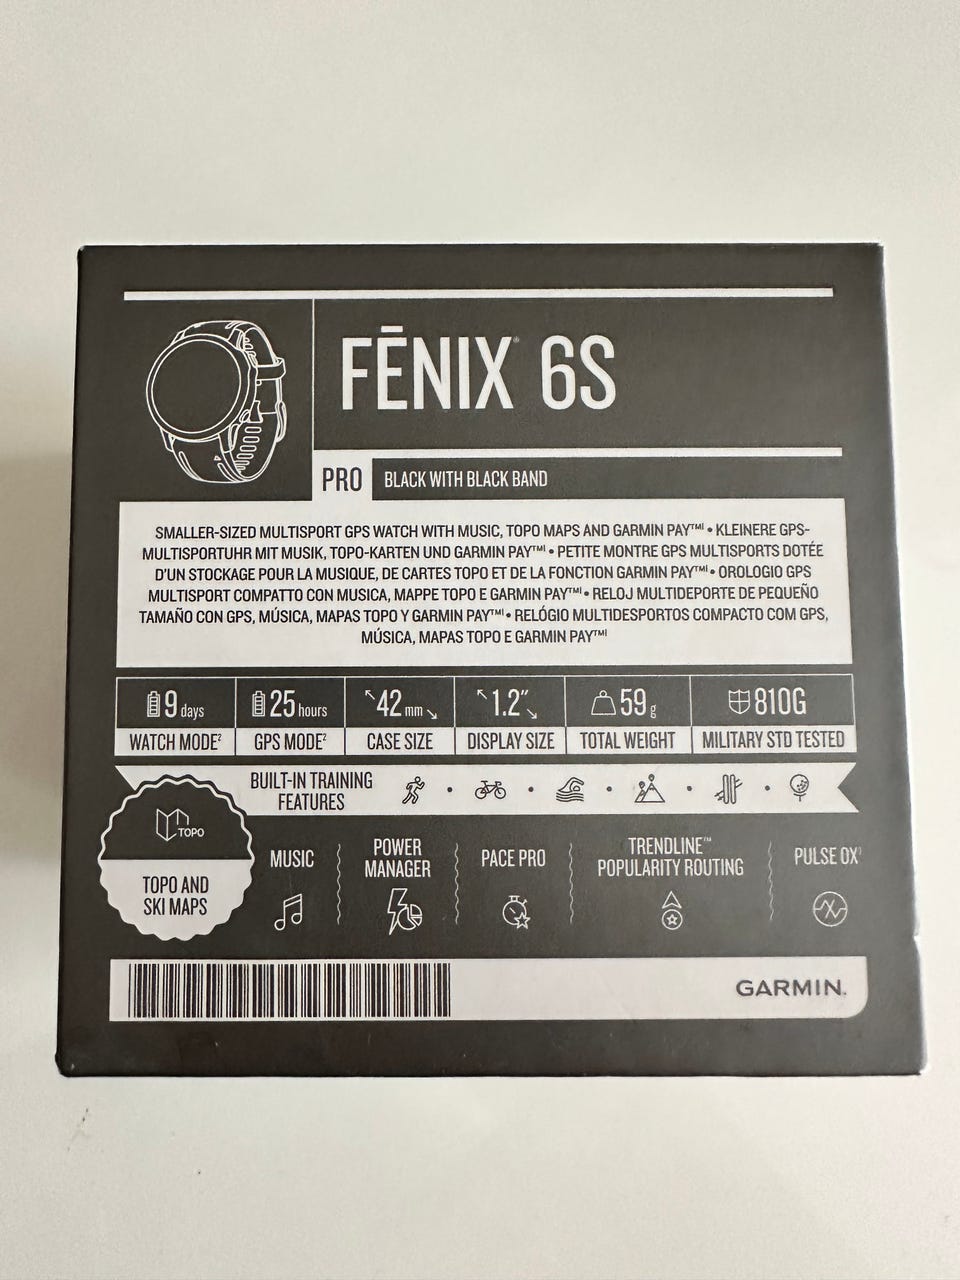 FĒNIX® 6S
PRO BLACK WITH BLACK BAND
SMALLER-SIZED MULTISPORT GPS WATCH WITH MUSIC, TOPO MAPS AND GARMIN PAY™¹ • KLEINERE GPS-
MULTISPORTUHR MIT MUSIK, TOPO-KARTEN UND GARMIN PAY™¹ • PETITE MONTRE GPS MULTISPORTS DOTÉE
D'UN STOCKAGE POUR LA MUSIQUE, DE CARTES TOPO ET DE LA FONCTION GARMIN PAY™¹ • OROLOGIO GPS
MULTISPORT COMPATTO CON MUSICA, MAPPE TOPO E GARMIN PAY™¹ • RELOJ MULTIDEPORTE DE PEQUEÑO
TAMAÑO CON GPS, MÚSICA, MAPAS TOPO Y GARMIN PAY™¹ • RELÓGIO MULTIDESPORTOS COMPACTO COM GPS,
MÚSICA, MAPAS TOPO E GARMIN PAY™¹
9 days 25 hours 42 mm 1.2″ 59 g 810G
WATCH MODE² GPS MODE² CASE SIZE DISPLAY SIZE TOTAL WEIGHT MILITARY STD TESTED
BUILT-IN TRAINING
FEATURES
TOPO
TOPO AND
SKI MAPS
MUSIC
POWER
MANAGER
PACE PRO
TRENDLINE™
POPULARITY ROUTING
PULSE OX³
GARMIN.